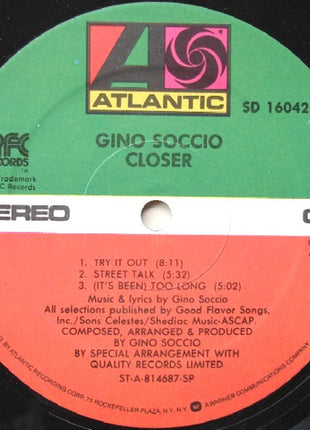 ATLANTIC
SD 16042
GINO SOCCIO
CLOSER
RFC
RECORDS
TM
Trademark
RFC Records
STEREO
1. TRY IT OUT (8:11)
2. STREET TALK (5:32)
3. (IT'S BEEN) TOO LONG (5:02)
Music & lyrics by Gino Soccio
All selections published by Good Flavor Songs,
Inc./Sons Celestes/Shediac Music-ASCAP.
COMPOSED, ARRANGED & PRODUCED
BY GINO SOCCIO
BY SPECIAL ARRANGEMENT WITH
QUALITY RECORDS LIMITED
ST-A-814687-SP
BY ATLANTIC RECORDING CORP. 75 ROCKEFELLER PLAZA, N.Y., N.Y. A WARNER COMMUNICATIONS COMPANY